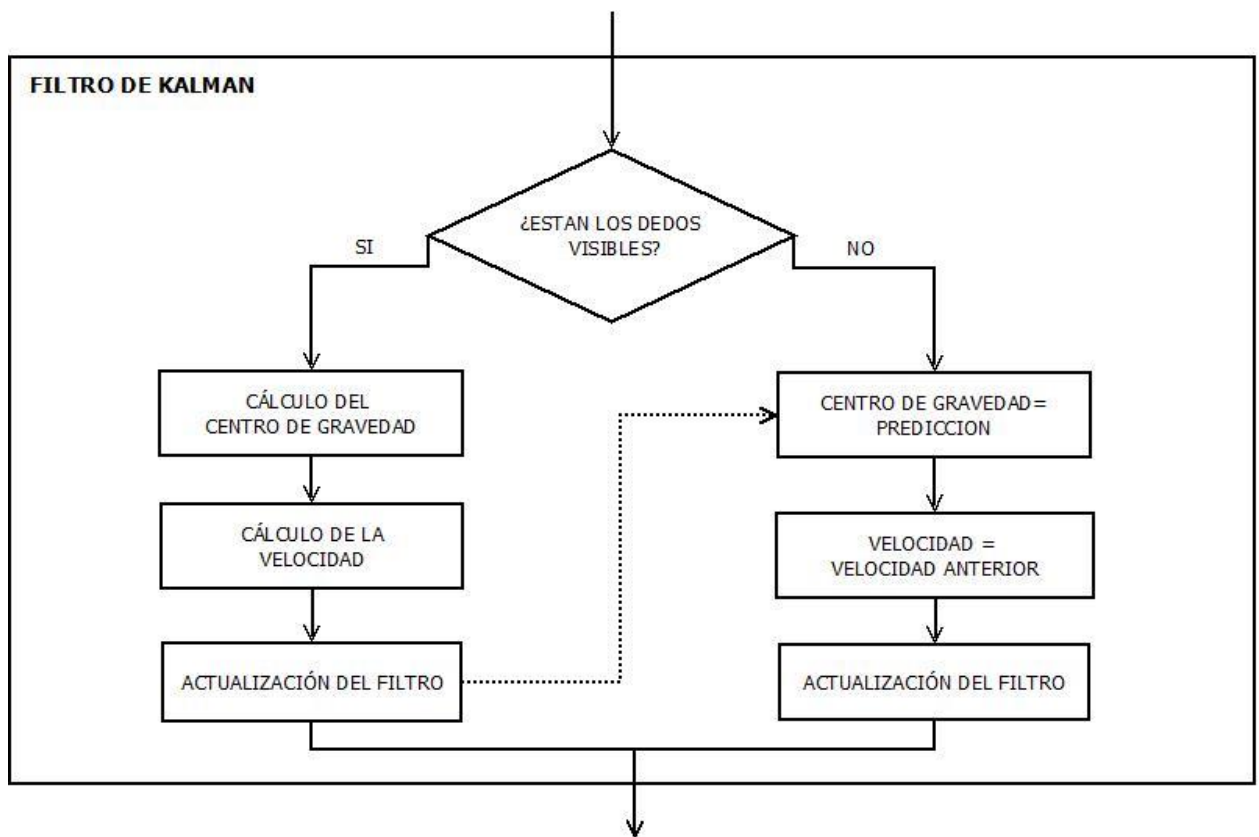 FILTRO DE KALMAN
¿ESTAN LOS DEDOS
VISIBLES?
SI
NO
CÁLCULO DEL
CENTRO DE GRAVEDAD
CÁLCULO DE LA
VELOCIDAD
ACTUALIZACIÓN DEL FILTRO
CENTRO DE GRAVEDAD=
PREDICCION
VELOCIDAD =
VELOCIDAD ANTERIOR
ACTUALIZACIÓN DEL FILTRO